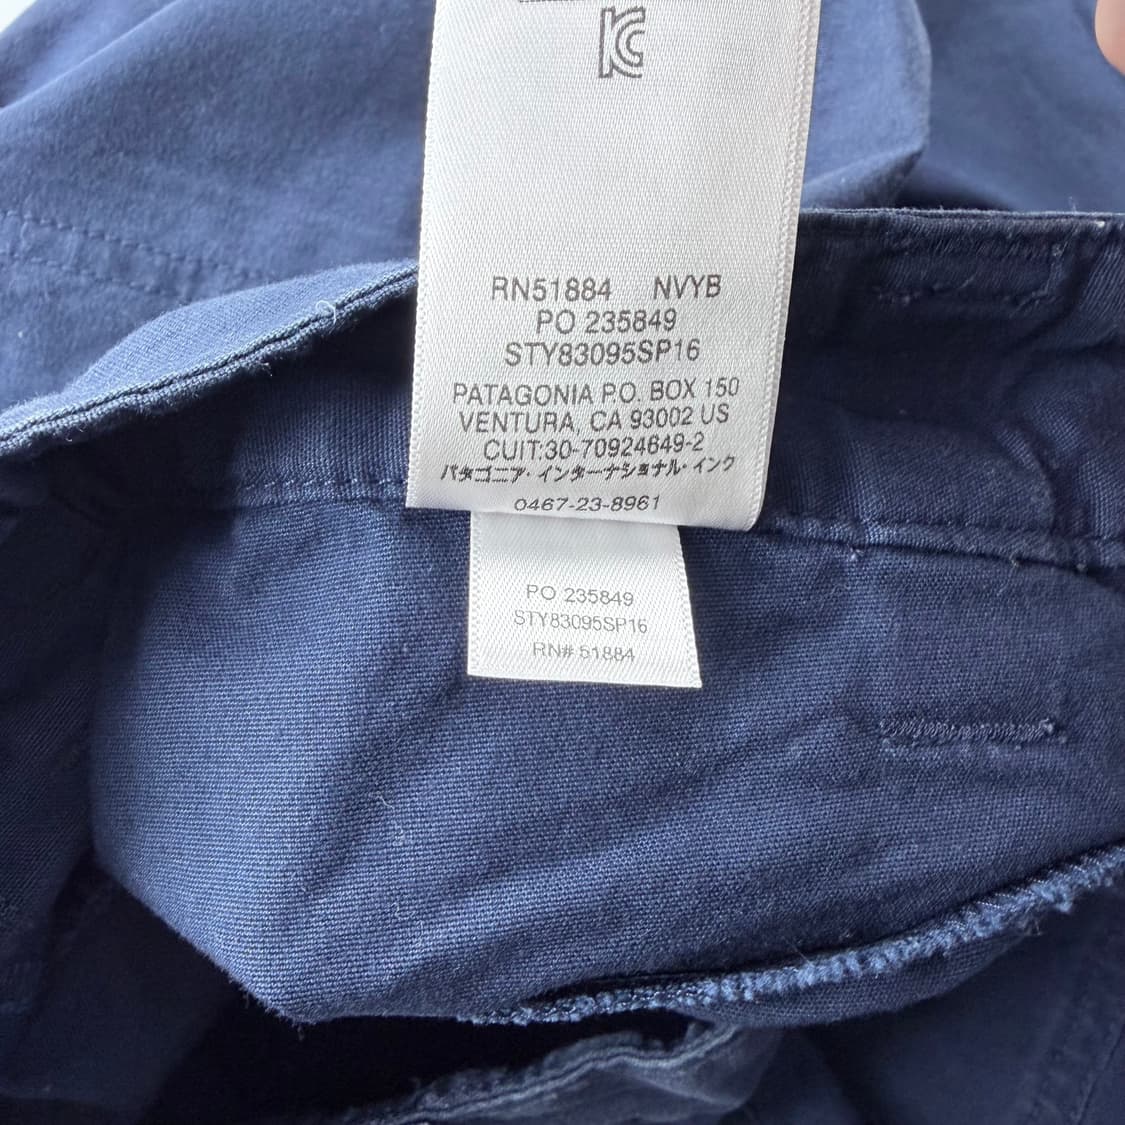 RN51884 NVYB
PO 235849
STY83095SP16
PATAGONIA P.O. BOX 150
VENTURA, CA 93002 US
CUIT:30-70924649-2
パタゴニア・インターナショナル・インク
0467-23-8961
PO 235849
STY83095SP16
RN# 51884